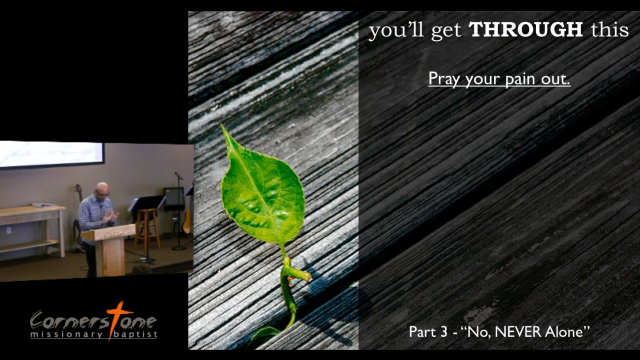 you'll get THROUGH this
Pray your pain out.
Cornerstone
missionary baptist
Part 3 - “No, NEVER Alone”